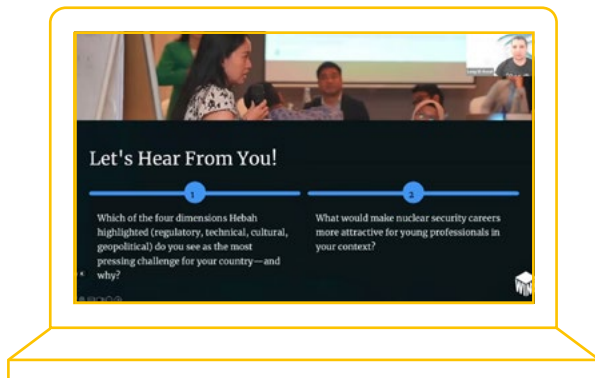 Let's Hear From You!
1
2
Which of the four dimensions Hebah
highlighted (regulatory, technical, cultural,
geopolitical) do you see as the most
pressing challenge for your country—and
why?
What would make nuclear security careers
more attractive for young professionals in
your context?
WIN